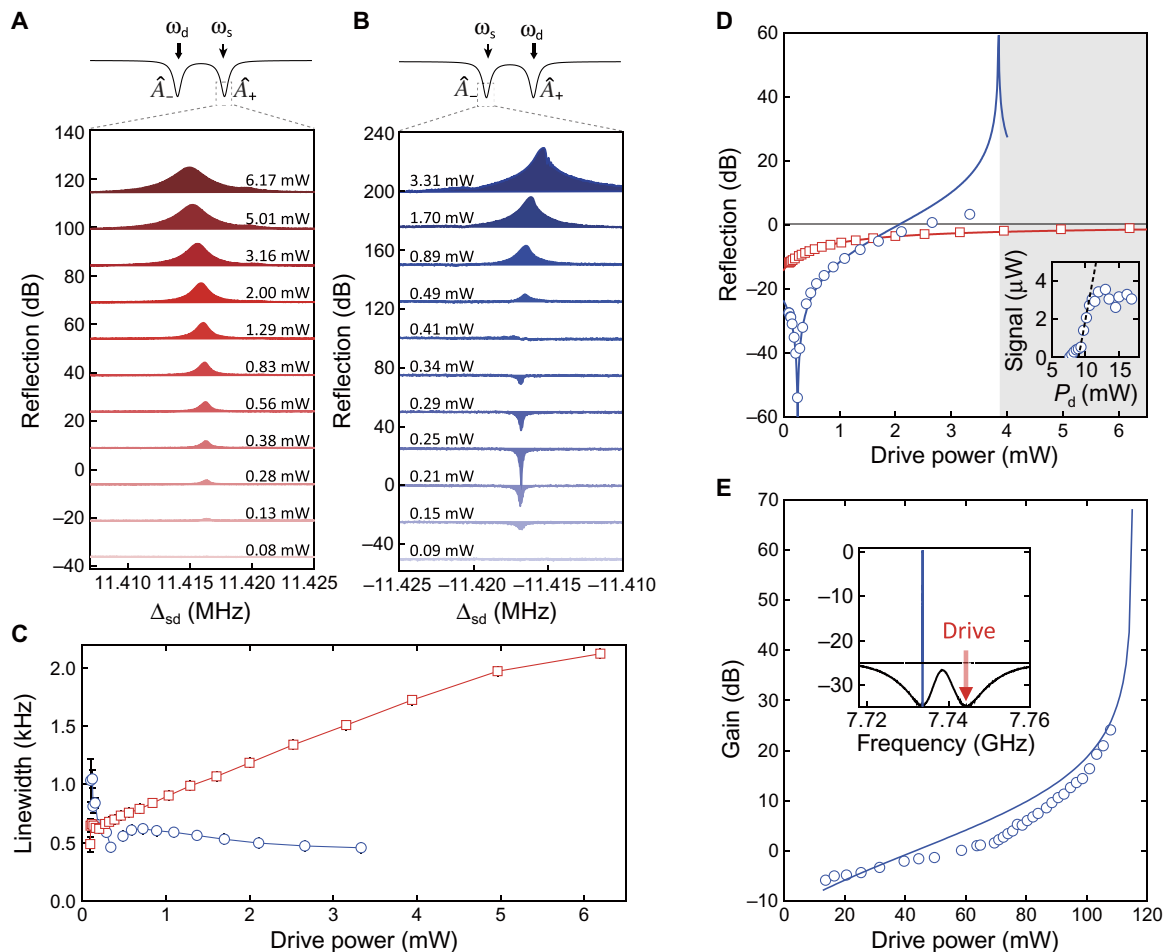 A
ω_d ω_s
Â₋ Â₊
140
120
100
80
60
40
20
0
−20
−40
Reflection (dB)
6.17 mW
5.01 mW
3.16 mW
2.00 mW
1.29 mW
0.83 mW
0.56 mW
0.38 mW
0.28 mW
0.13 mW
0.08 mW
11.410 11.415 11.420 11.425
Δ_sd (MHz)
B
ω_s ω_d
Â₋ Â₊
240
200
160
120
80
40
0
−40
Reflection (dB)
3.31 mW
1.70 mW
0.89 mW
0.49 mW
0.41 mW
0.34 mW
0.29 mW
0.25 mW
0.21 mW
0.15 mW
0.09 mW
−11.425 −11.420 −11.415 −11.410
Δ_sd (MHz)
C
2.0
1.5
1.0
0.5
0.0
Linewidth (kHz)
0 1 2 3 4 5 6
Drive power (mW)
D
60
40
20
0
−20
−40
−60
Reflection (dB)
0 1 2 3 4 5 6
Drive power (mW)
4
2
0
Signal (μW)
5 10 15
P_d (mW)
E
70
60
50
40
30
20
10
0
−10
Gain (dB)
0 20 40 60 80 100 120
Drive power (mW)
0
−10
−20
−30
Drive
7.72 7.74 7.76
Frequency (GHz)